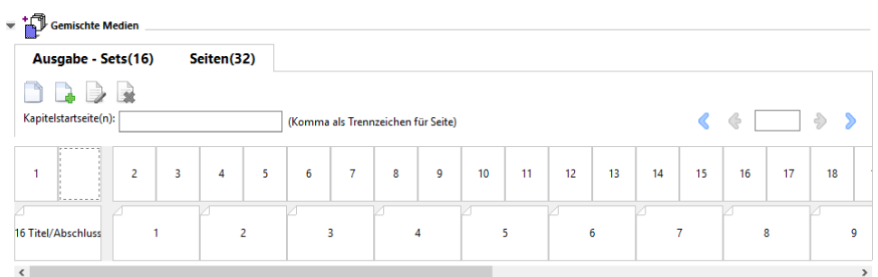 Gemischte Medien
Ausgabe - Sets(16) Seiten(32)
Kapitelstartseite(n): (Komma als Trennzeichen für Seite)
1 2 3 4 5 6 7 8 9 10 11 12 13 14 15 16 17 18
16 Titel/Abschluss 1 2 3 4 5 6 7 8 9